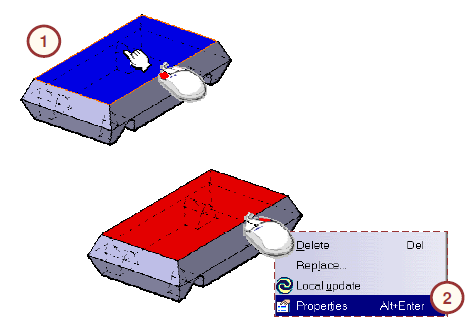 1
Delete Del
Replace...
Local update
Properties Alt+Enter
2